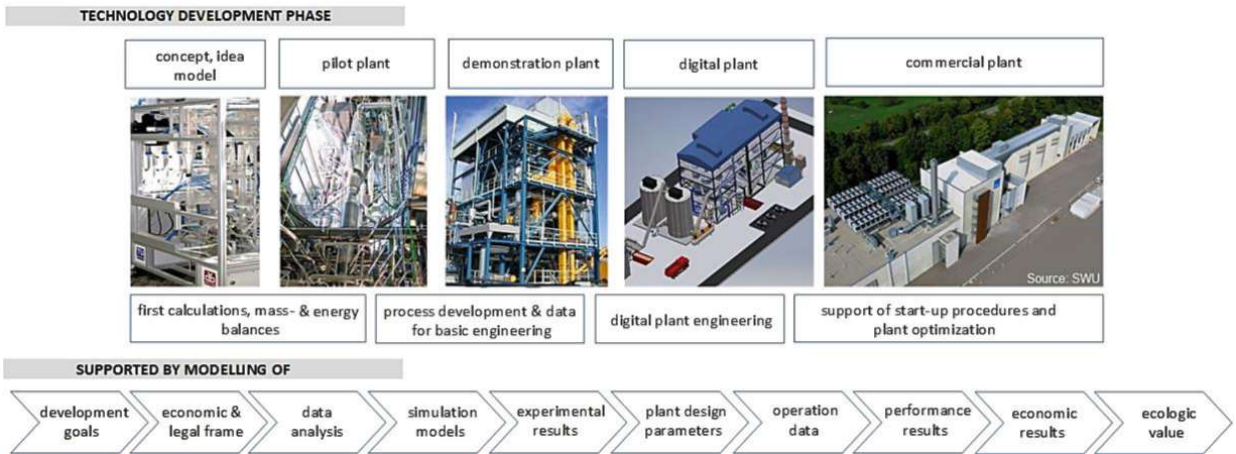 TECHNOLOGY DEVELOPMENT PHASE
concept, idea
model
pilot plant
demonstration plant
digital plant
commercial plant
Source: SWU
first calculations, mass- & energy
balances
process development & data
for basic engineering
digital plant engineering
support of start-up procedures and
plant optimization
SUPPORTED BY MODELLING OF
development
goals
economic &
legal frame
data
analysis
simulation
models
experimental
results
plant design
parameters
operation
data
performance
results
economic
results
ecologic
value